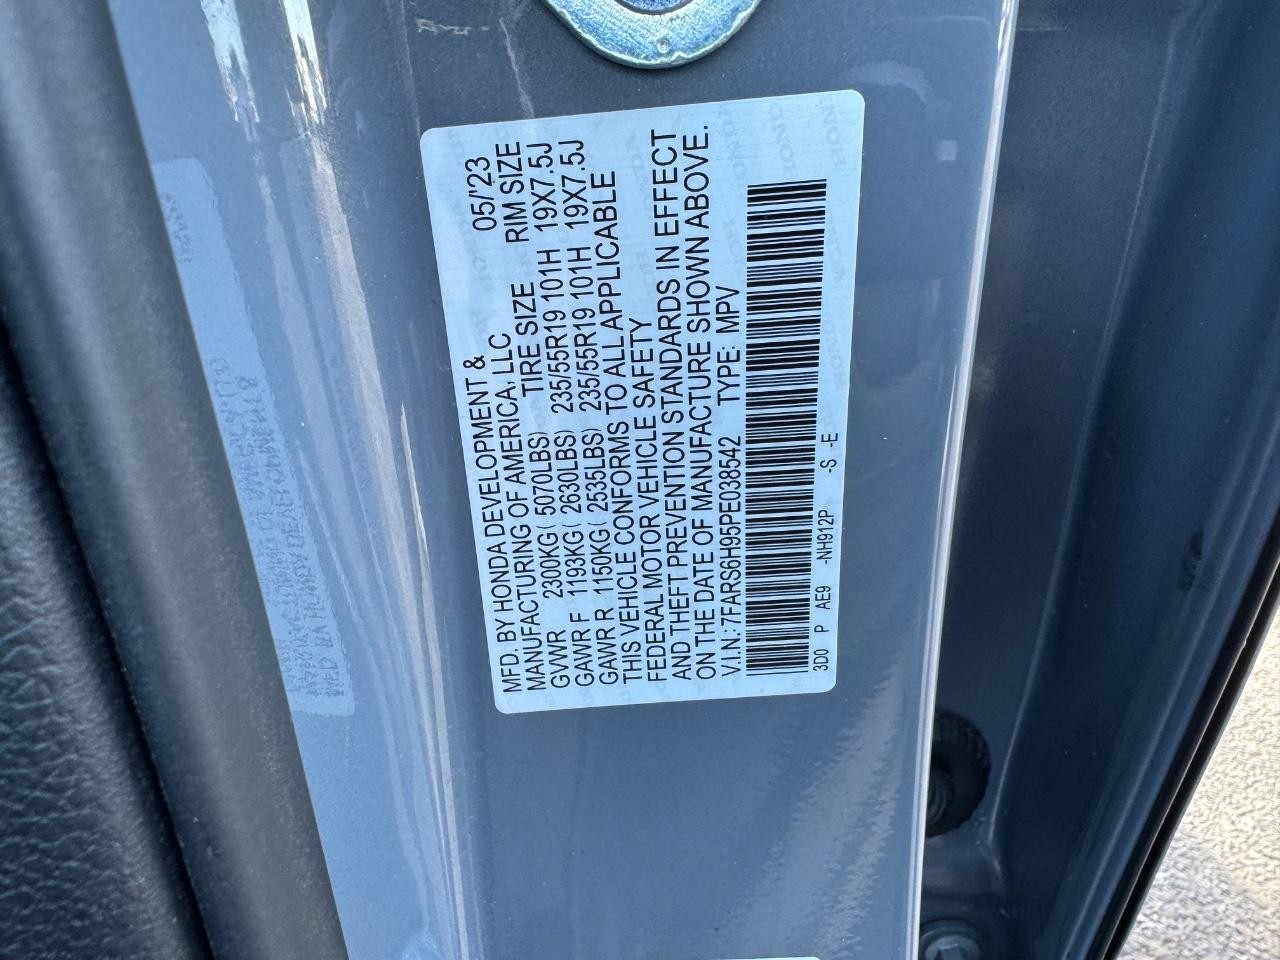 MFD. BY HONDA DEVELOPMENT & 05/'23
MANUFACTURING OF AMERICA, LLC
TIRE SIZE RIM SIZE
GVWR 2300KG ( 5070LBS)
GAWR F 1193KG ( 2630LBS) 235/55R19 101H 19X7.5J
GAWR R 1150KG ( 2535LBS) 235/55R19 101H 19X7.5J
THIS VEHICLE CONFORMS TO ALL APPLICABLE
FEDERAL MOTOR VEHICLE SAFETY
AND THEFT PREVENTION STANDARDS IN EFFECT
ON THE DATE OF MANUFACTURE SHOWN ABOVE.
V.I.N: 7FARS6H95PE038542 TYPE: MPV
3D0 P AE9 -NH912P -S -E